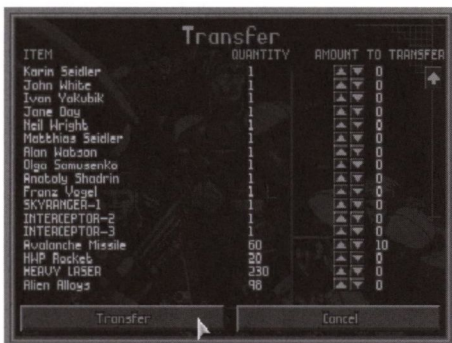 Transfer
ITEM QUANTITY AMOUNT TO TRANSFER
Karin Seidler 1 0
John White 1 0
Ivan Yakubik 1 0
Jane Day 1 0
Neil Wright 1 0
Matthias Seidler 1 0
Alan Watson 1 0
Olga Samusenko 1 0
Anatoly Shadrin 1 0
Franz Vogel 1 0
SKYRANGER-1 1 0
INTERCEPTOR-2 1 0
INTERCEPTOR-3 1 0
Avalanche Missile 60 10
HWP Rocket 20 0
HEAVY LASER 230 0
Alien Alloys 98 0
Transfer Cancel